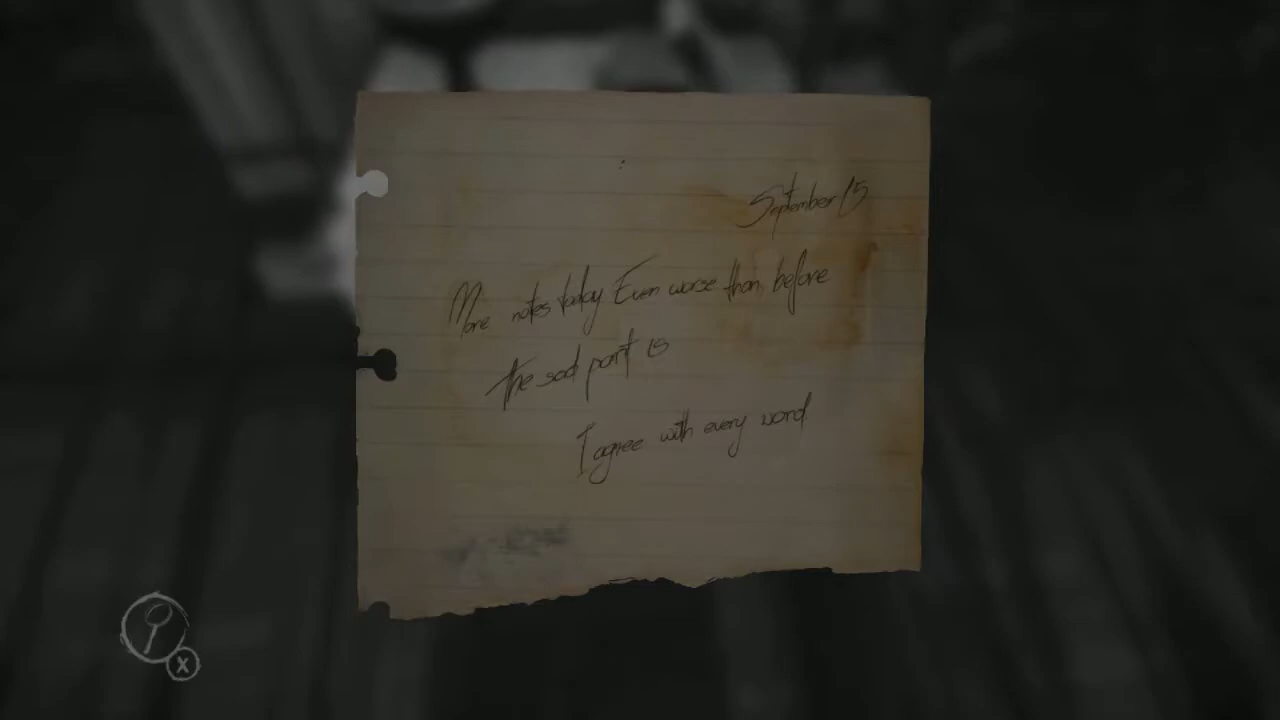 September 15
More notes today Even worse than before
the sad part is
I agree with every word
X